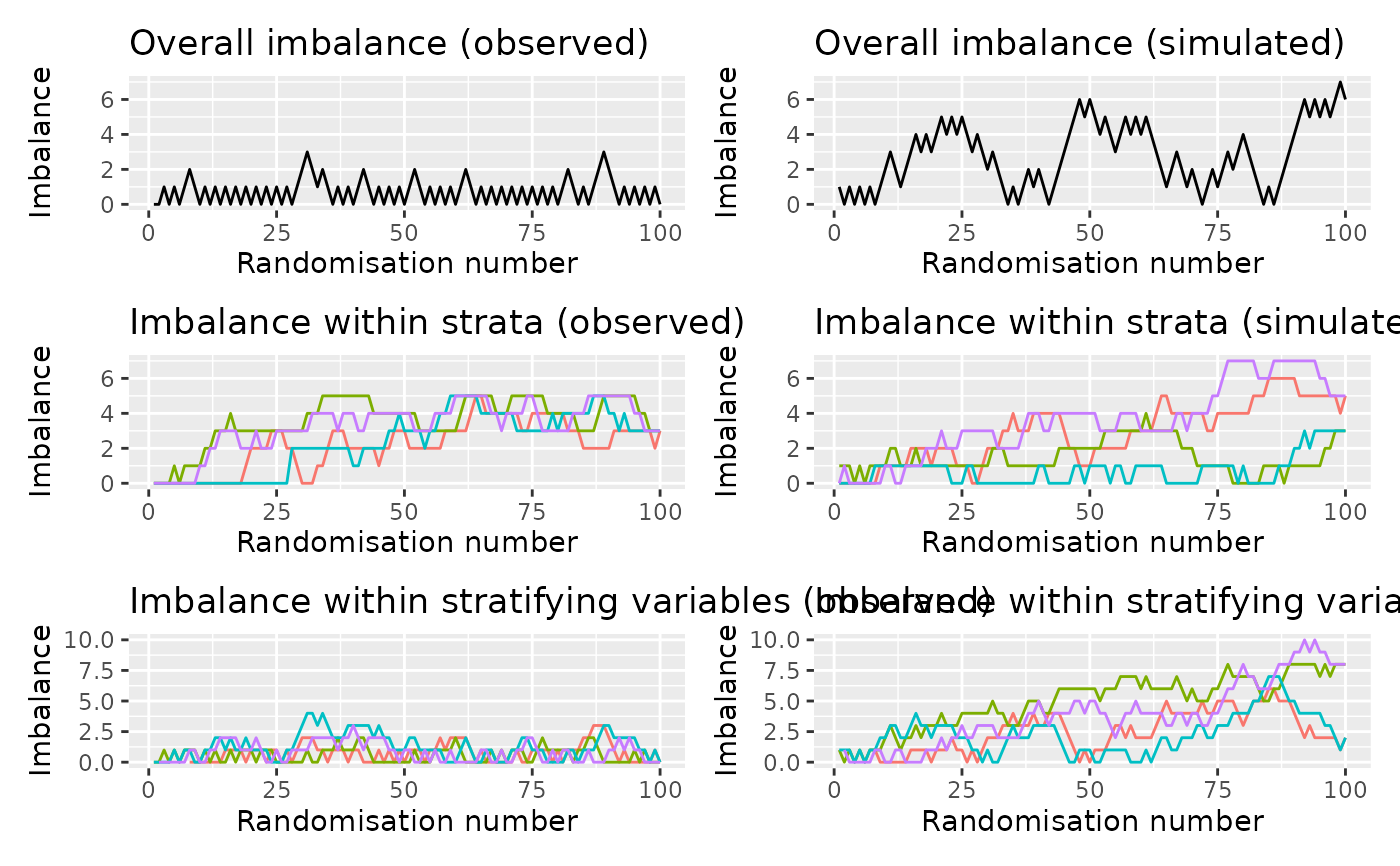 Overall imbalance (observed)
Imbalance
6
4
2
0
0 25 50 75 100
Randomisation number
Overall imbalance (simulated)
Imbalance
6
4
2
0
0 25 50 75 100
Randomisation number
Imbalance within strata (observed)
Imbalance
6
4
2
0
0 25 50 75 100
Randomisation number
Imbalance within strata (simulate
Imbalance
6
4
2
0
0 25 50 75 100
Randomisation number
Imbalance within stratifying variables (observed)
Imbalance
10.0
7.5
5.0
2.5
0.0
0 25 50 75 100
Randomisation number
Imbalance within stratifying varia
Imbalance
10.0
7.5
5.0
2.5
0.0
0 25 50 75 100
Randomisation number